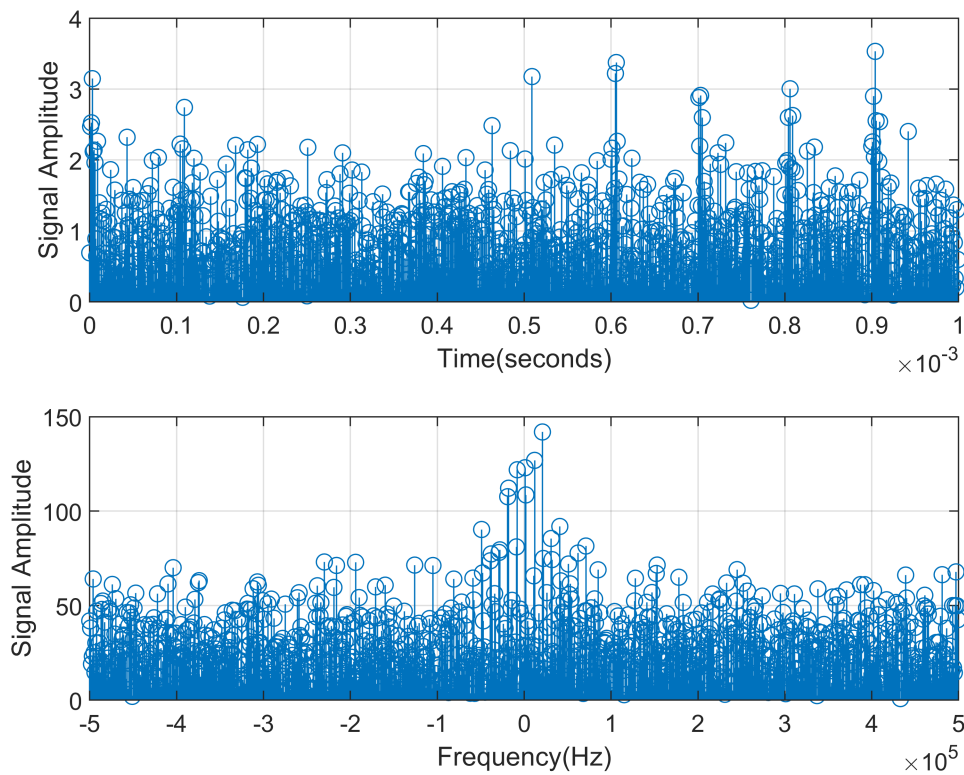 4
3
2
1
0
Signal Amplitude
0 0.1 0.2 0.3 0.4 0.5 0.6 0.7 0.8 0.9 1
Time(seconds)
×10⁻³
150
100
50
0
Signal Amplitude
-5 -4 -3 -2 -1 0 1 2 3 4 5
Frequency(Hz)
×10⁵